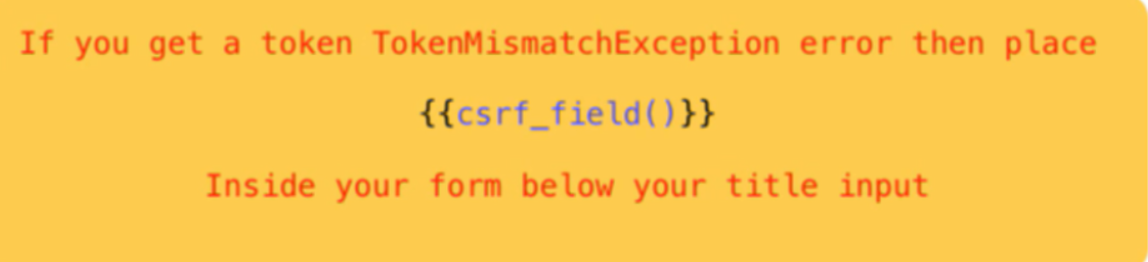 If you get a token TokenMismatchException error then place
{{csrf_field()}}
Inside your form below your title input